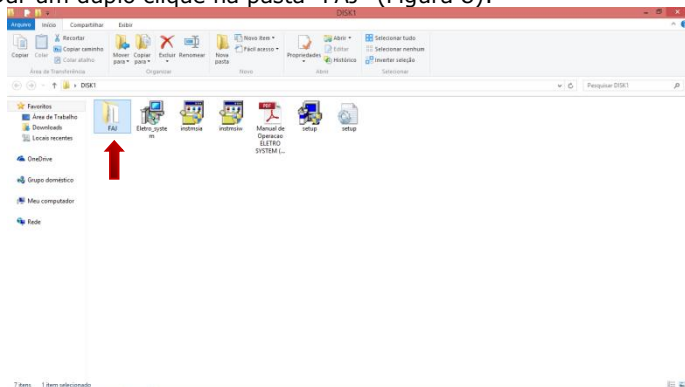 dar um duplo clique na pasta "FAJ" (Figura 8).
DISK1
Arquivo Início Compartilhar Exibir
Copiar Colar Recortar Copiar caminho Colar atalho
Mover para Copiar para Excluir Renomear
Nova pasta Novo item Fácil acesso
Propriedades Abrir Editar Histórico
Selecionar tudo Selecionar nenhum Inverter seleção
Área de Transferência Organizar Novo Abrir Selecionar
DISK1 Pesquisar DISK1
Favoritos
Área de Trabalho
Downloads
Locais recentes
OneDrive
Grupo doméstico
Meu computador
Rede
FAJ
Eletro_system
instmsia
instmsiw
Manual de
Operacao
ELETRO
SYSTEM (...
setup
setup
7 itens 1 item selecionado